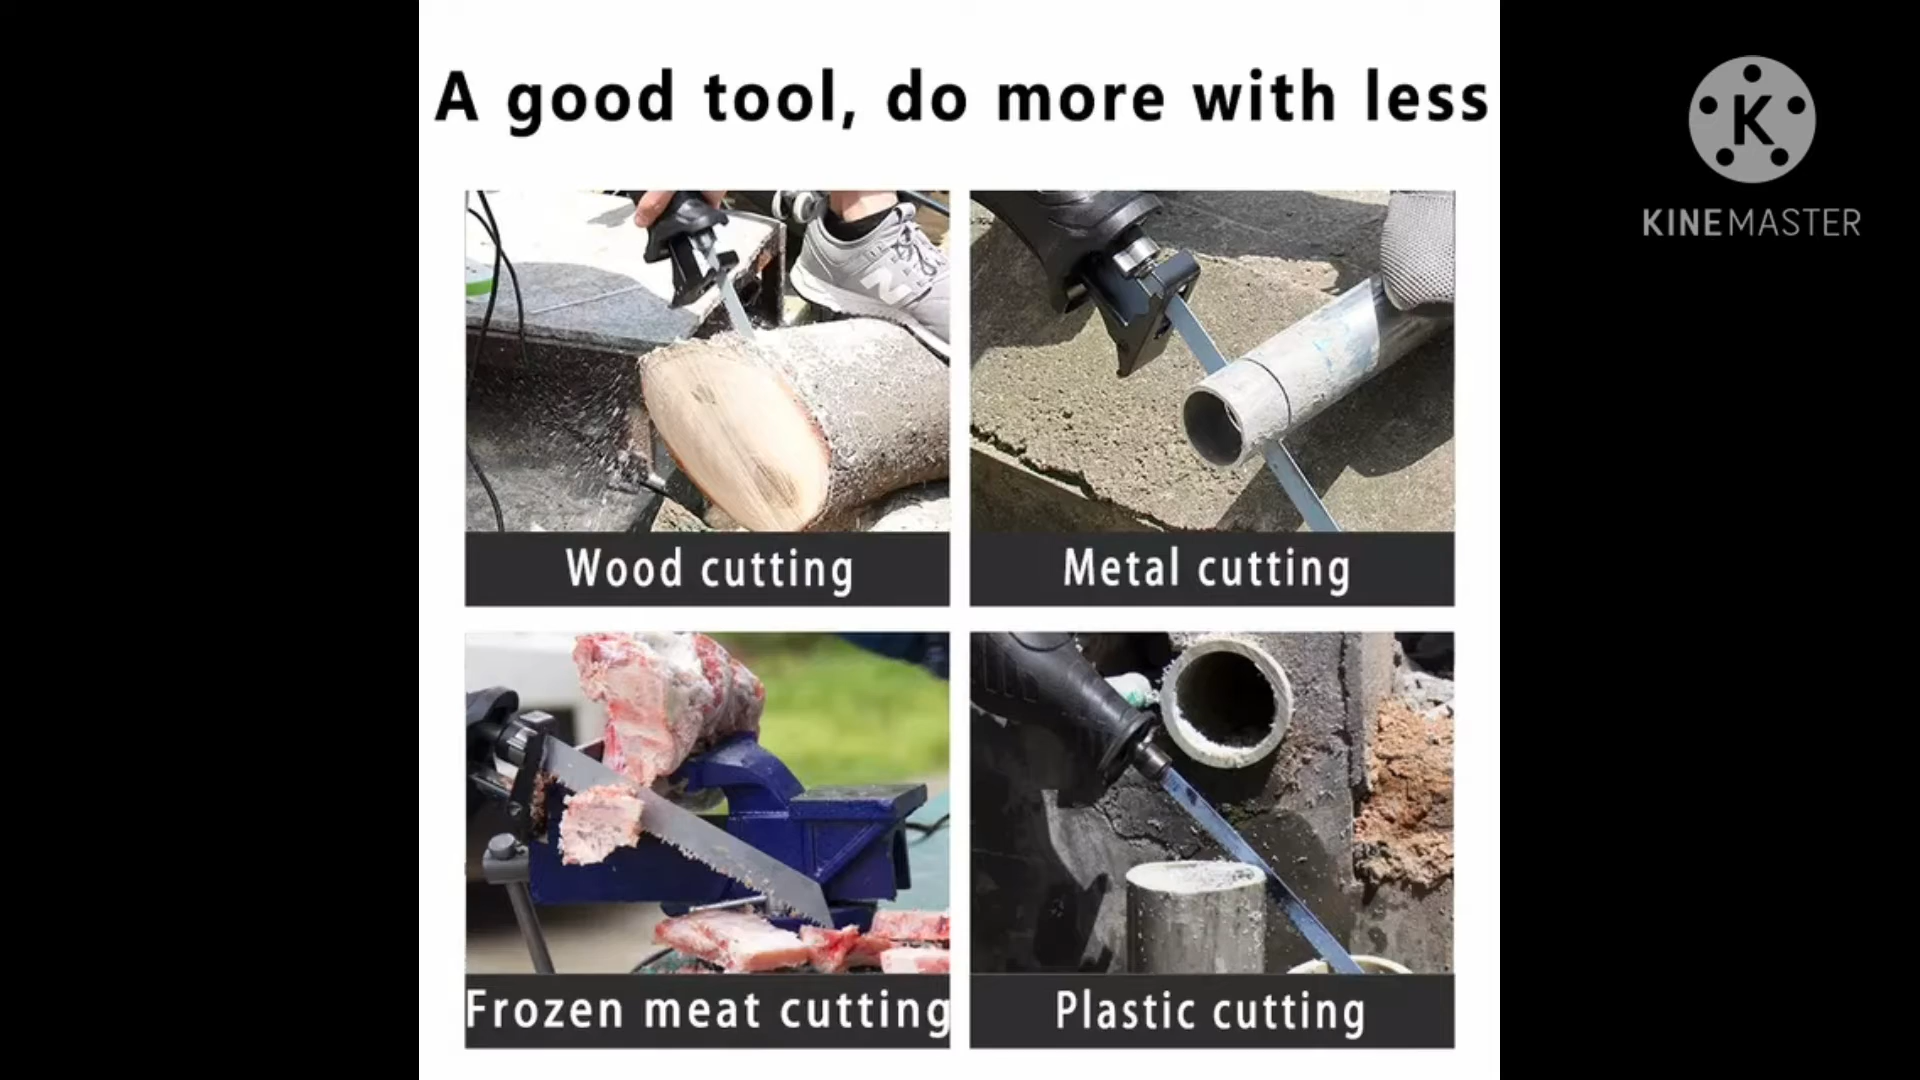 A good tool, do more with less
K
KINEMASTER
N
Wood cutting
Metal cutting
Frozen meat cutting
Plastic cutting